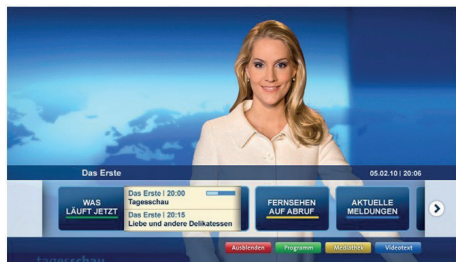 Das Erste
05.02.10 | 20:06
WAS
LÄUFT JETZT
Das Erste | 20:00
Tagesschau
Das Erste | 20:15
Liebe und andere Delikatessen
FERNSEHEN
AUF ABRUF
AKTUELLE
MELDUNGEN
Ausblenden
Programm
Mediathek
Videotext
tagesschau